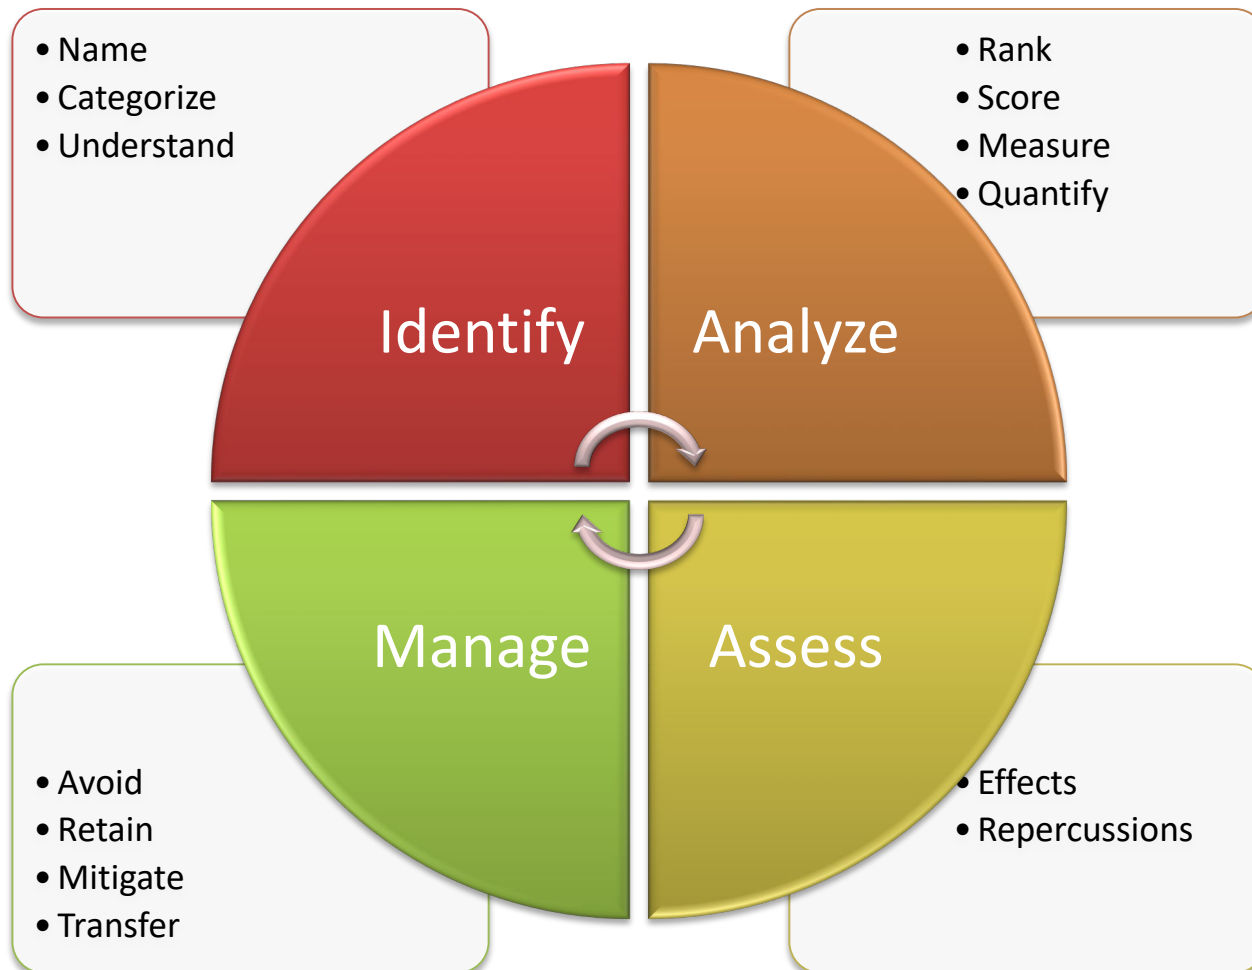 • Name
• Categorize
• Understand
• Rank
• Score
• Measure
• Quantify
Identify
Analyze
Manage
Assess
• Avoid
• Retain
• Mitigate
• Transfer
• Effects
• Repercussions